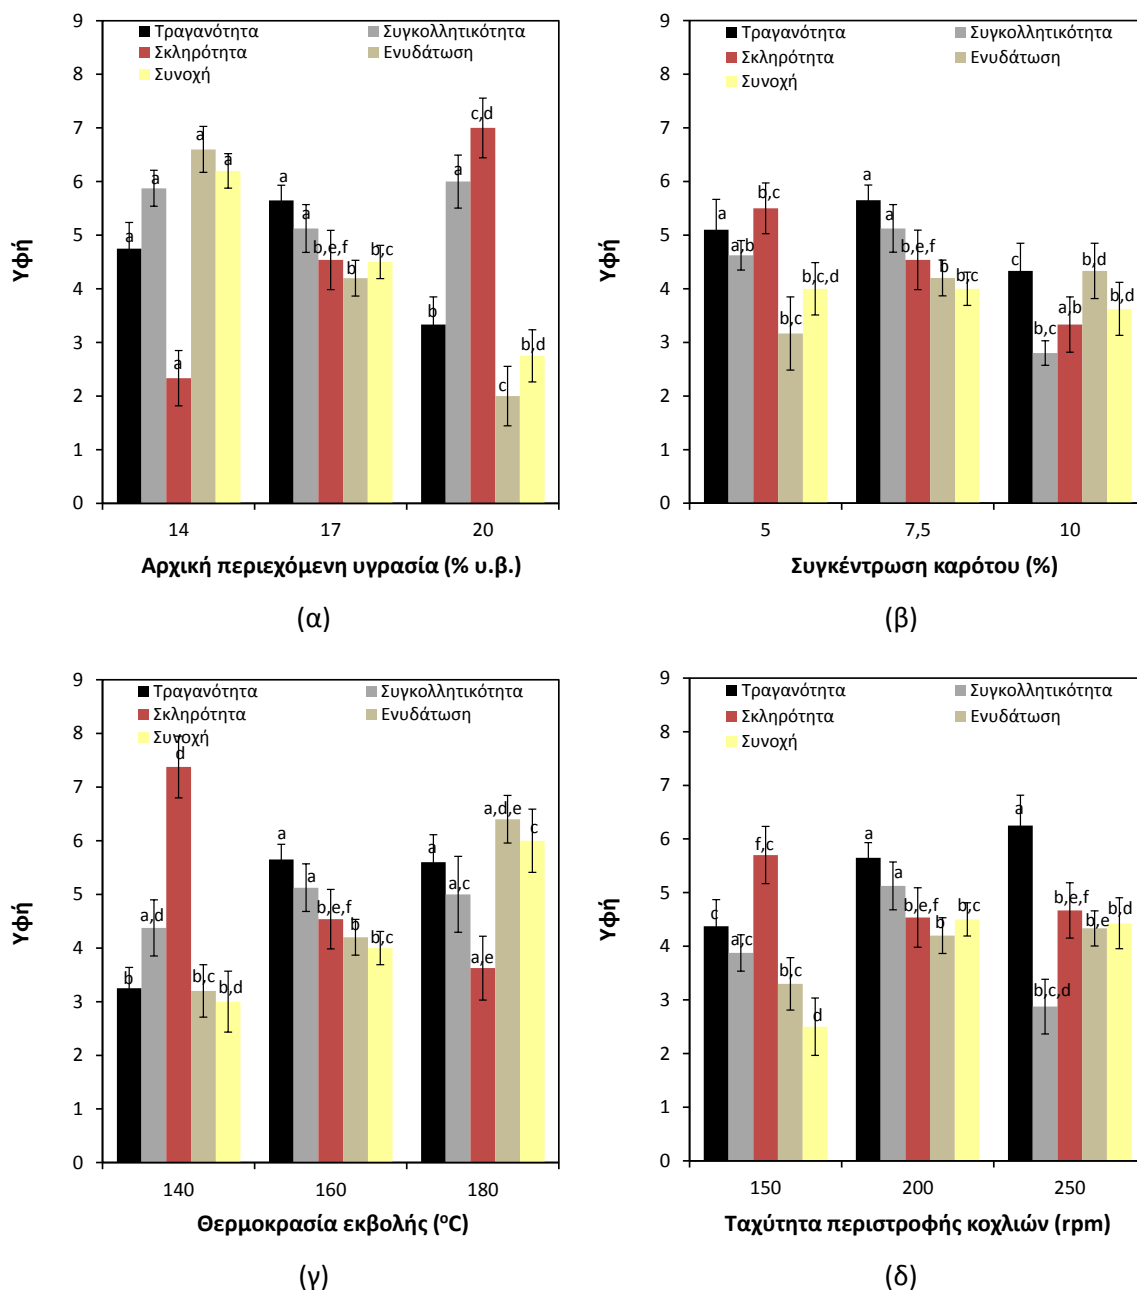 9
8
7
6
5
4
3
2
1
0
Υφή
Τραγανότητα
Συγκολλητικότητα
Σκληρότητα
Ενυδάτωση
Συνοχή
a
a
a
a
a
a
a
b,e,f
b
b,c
b
a
c,d
c
b,d
14
17
20
Αρχική περιεχόμενη υγρασία (% υ.β.)
(α)
9
8
7
6
5
4
3
2
1
0
Υφή
Τραγανότητα
Συγκολλητικότητα
Σκληρότητα
Ενυδάτωση
Συνοχή
a
a,b
b,c
b,c
b,c,d
a
a
b,e,f
b
b,c
c
b,c
a,b
b,d
b,d
5
7,5
10
Συγκέντρωση καρότου (%)
(β)
9
8
7
6
5
4
3
2
1
0
Υφή
Τραγανότητα
Συγκολλητικότητα
Σκληρότητα
Ενυδάτωση
Συνοχή
b
a,d
d
b,c
b,d
a
a
b,e,f
b
b,c
a
a,c
a,e
a,d,e
c
140
160
180
Θερμοκρασία εκβολής (°C)
(γ)
9
8
7
6
5
4
3
2
1
0
Υφή
Τραγανότητα
Συγκολλητικότητα
Σκληρότητα
Ενυδάτωση
Συνοχή
c
a,c
f,c
b,c
d
a
a
b,e,f
b
b,c
a
b,c,d
b,e,f
b,e
b,d
150
200
250
Ταχύτητα περιστροφής κοχλιών (rpm)
(δ)